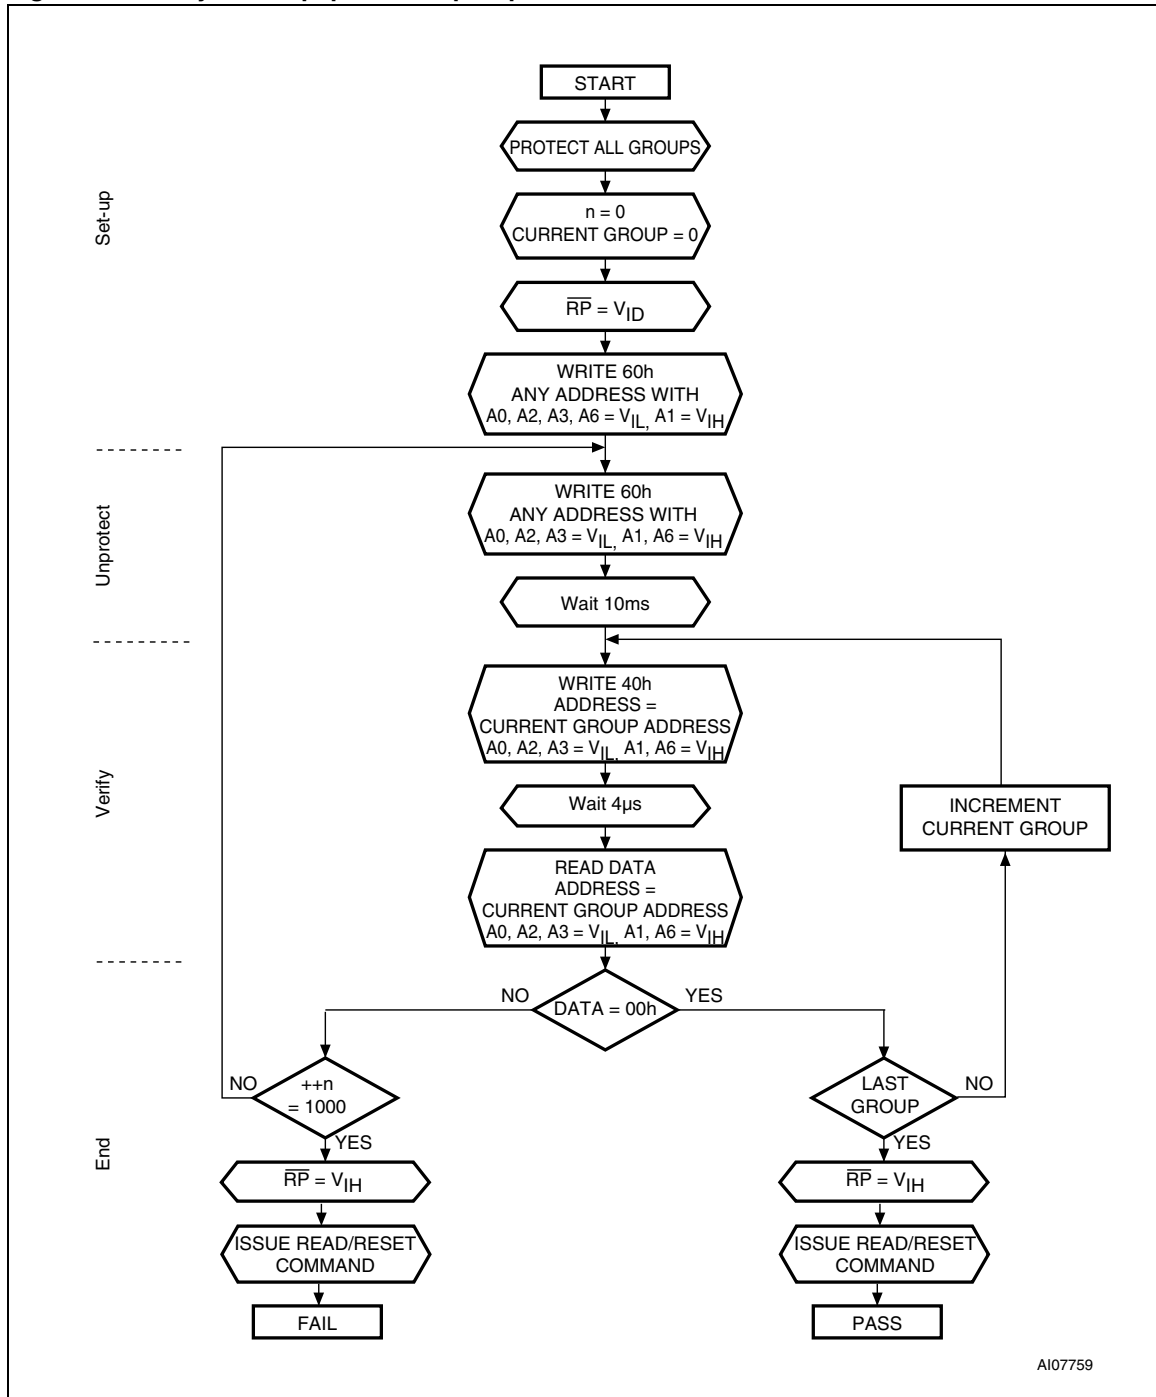 START
PROTECT ALL GROUPS
Set-up
n = 0
CURRENT GROUP = 0
RP = VID
WRITE 60h
ANY ADDRESS WITH
A0, A2, A3, A6 = VIL, A1 = VIH
Unprotect
WRITE 60h
ANY ADDRESS WITH
A0, A2, A3 = VIL, A1, A6 = VIH
Wait 10ms
Verify
WRITE 40h
ADDRESS =
CURRENT GROUP ADDRESS
A0, A2, A3 = VIL, A1, A6 = VIH
Wait 4µs
INCREMENT
CURRENT GROUP
READ DATA
ADDRESS =
CURRENT GROUP ADDRESS
A0, A2, A3 = VIL, A1, A6 = VIH
End
NO
DATA = 00h
YES
NO
++n
= 1000
YES
LAST
GROUP
NO
YES
RP = VIH
RP = VIH
ISSUE READ/RESET
COMMAND
ISSUE READ/RESET
COMMAND
FAIL
PASS
AI07759